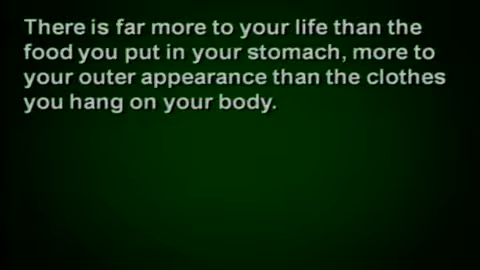 There is far more to your life than the
food you put in your stomach, more to
your outer appearance than the clothes
you hang on your body.